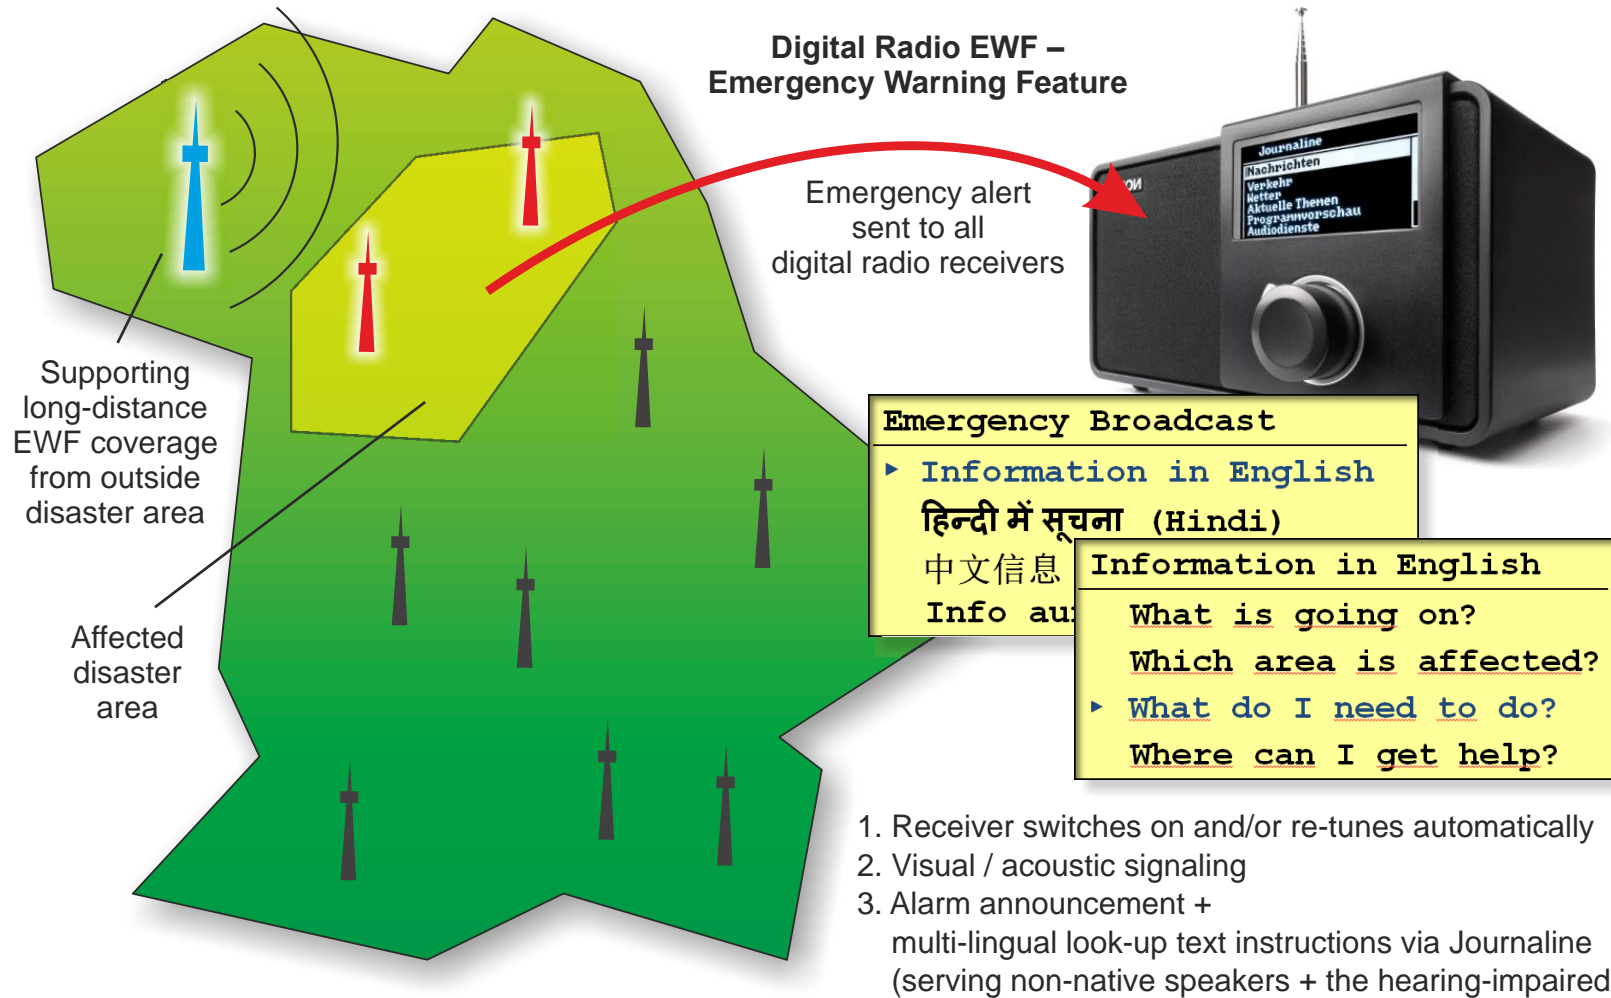 Digital Radio EWF –
Emergency Warning Feature
Emergency alert
sent to all
digital radio receivers
Journaline
Nachrichten
Verkehr
Wetter
Aktuelle Themen
Programmvorschau
Audiodienste
Supporting
long-distance
EWF coverage
from outside
disaster area
Affected
disaster
area
Emergency Broadcast
▸ Information in English
हिन्दी में सूचना (Hindi)
中文信息
Info au
Information in English
What is going on?
Which area is affected?
▸ What do I need to do?
Where can I get help?
1. Receiver switches on and/or re-tunes automatically
2. Visual / acoustic signaling
3. Alarm announcement +
multi-lingual look-up text instructions via Journaline
(serving non-native speakers + the hearing-impaired